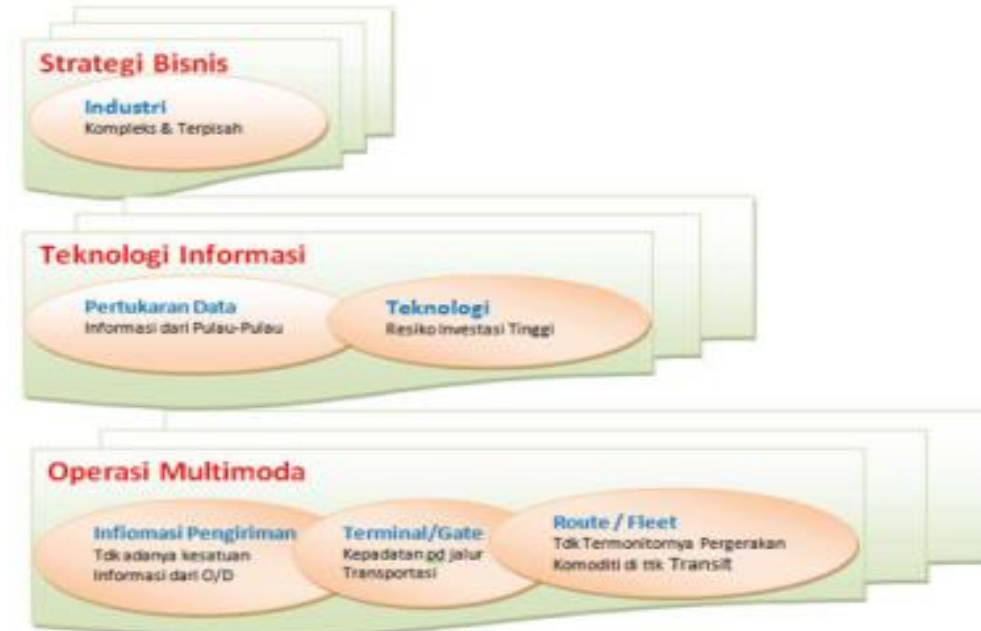 Strategi Bisnis
Industri
Kompleks & Terpisah
Teknologi Informasi
Pertukaran Data
Informasi dari Pulau-Pulau
Teknologi
Resiko Investasi Tinggi
Operasi Multimoda
Infiomasi Pengiriman
Tdk adanya kesatuan
Informasi dari O/D
Terminal/Gate
Kepadatan pd jalur
Transportasi
Route / Fleet
Tdk Termonitornya Pergerakan
Komoditi di ttk Transit